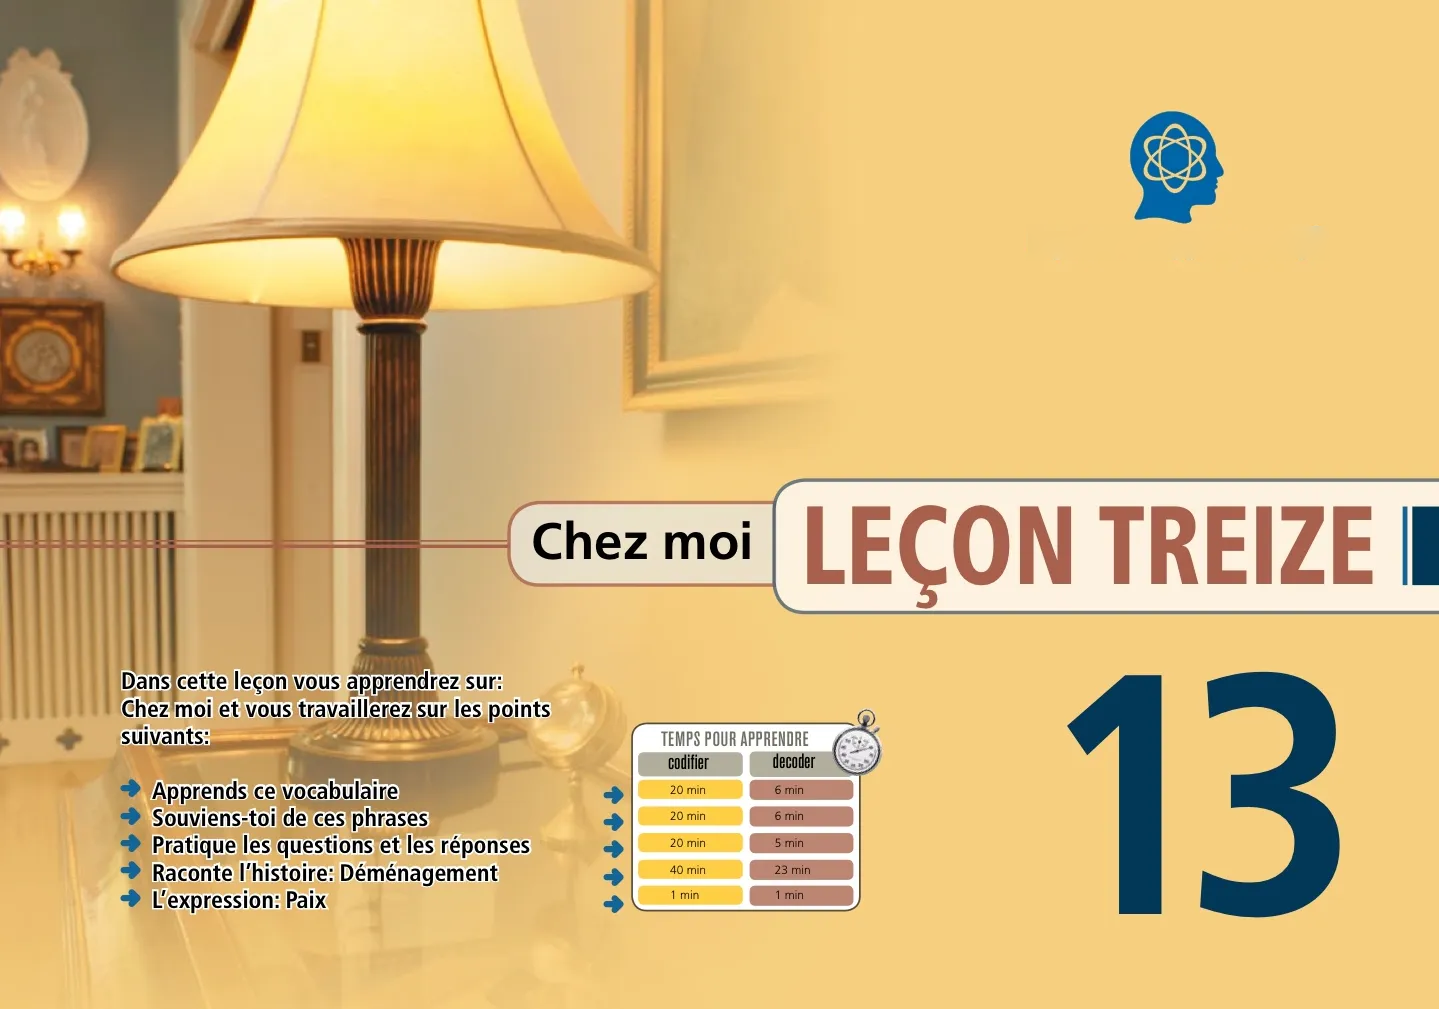 Chez moi
LEÇON TREIZE
13
Dans cette leçon vous apprendrez sur:
Chez moi et vous travaillerez sur les points
suivants:
Apprends ce vocabulaire
Souviens-toi de ces phrases
Pratique les questions et les réponses
Raconte l'histoire: Déménagement
L'expression: Paix
TEMPS POUR APPRENDRE
codifier decoder
20 min 6 min
20 min 6 min
20 min 5 min
40 min 23 min
1 min 1 min